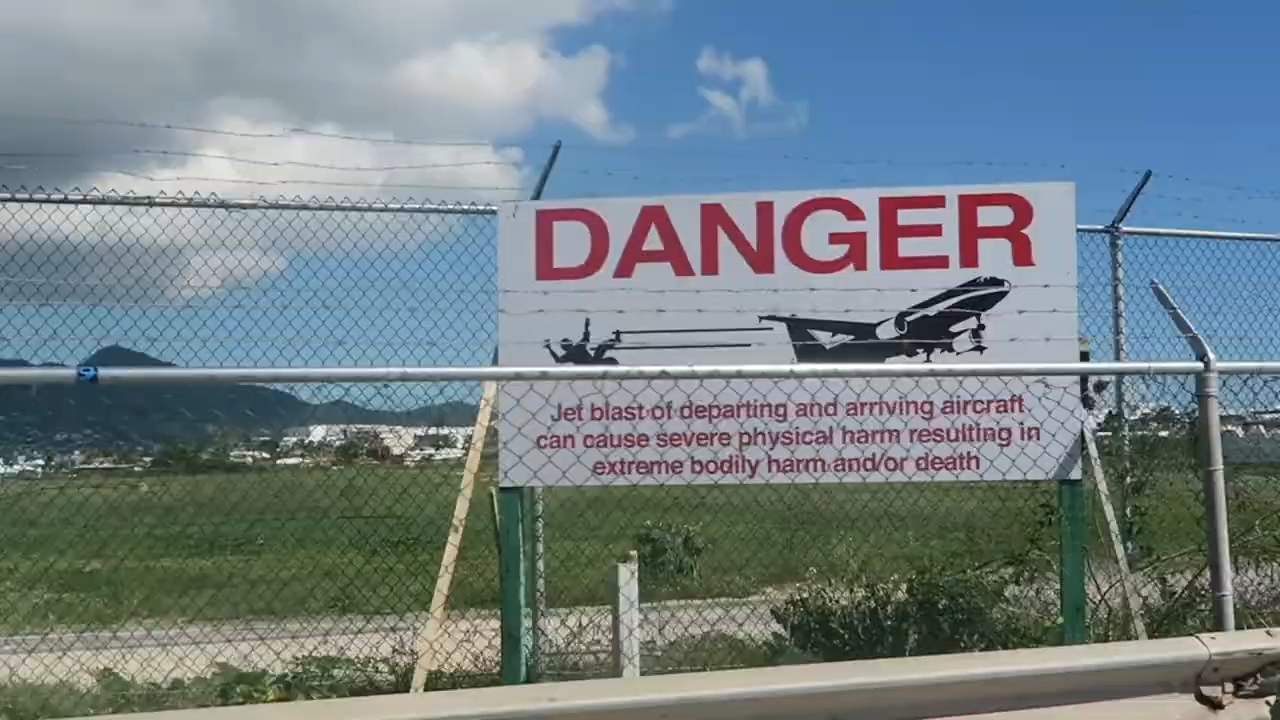 DANGER
Jet blast of departing and arriving aircraft
can cause severe physical harm resulting in
extreme bodily harm and/or death